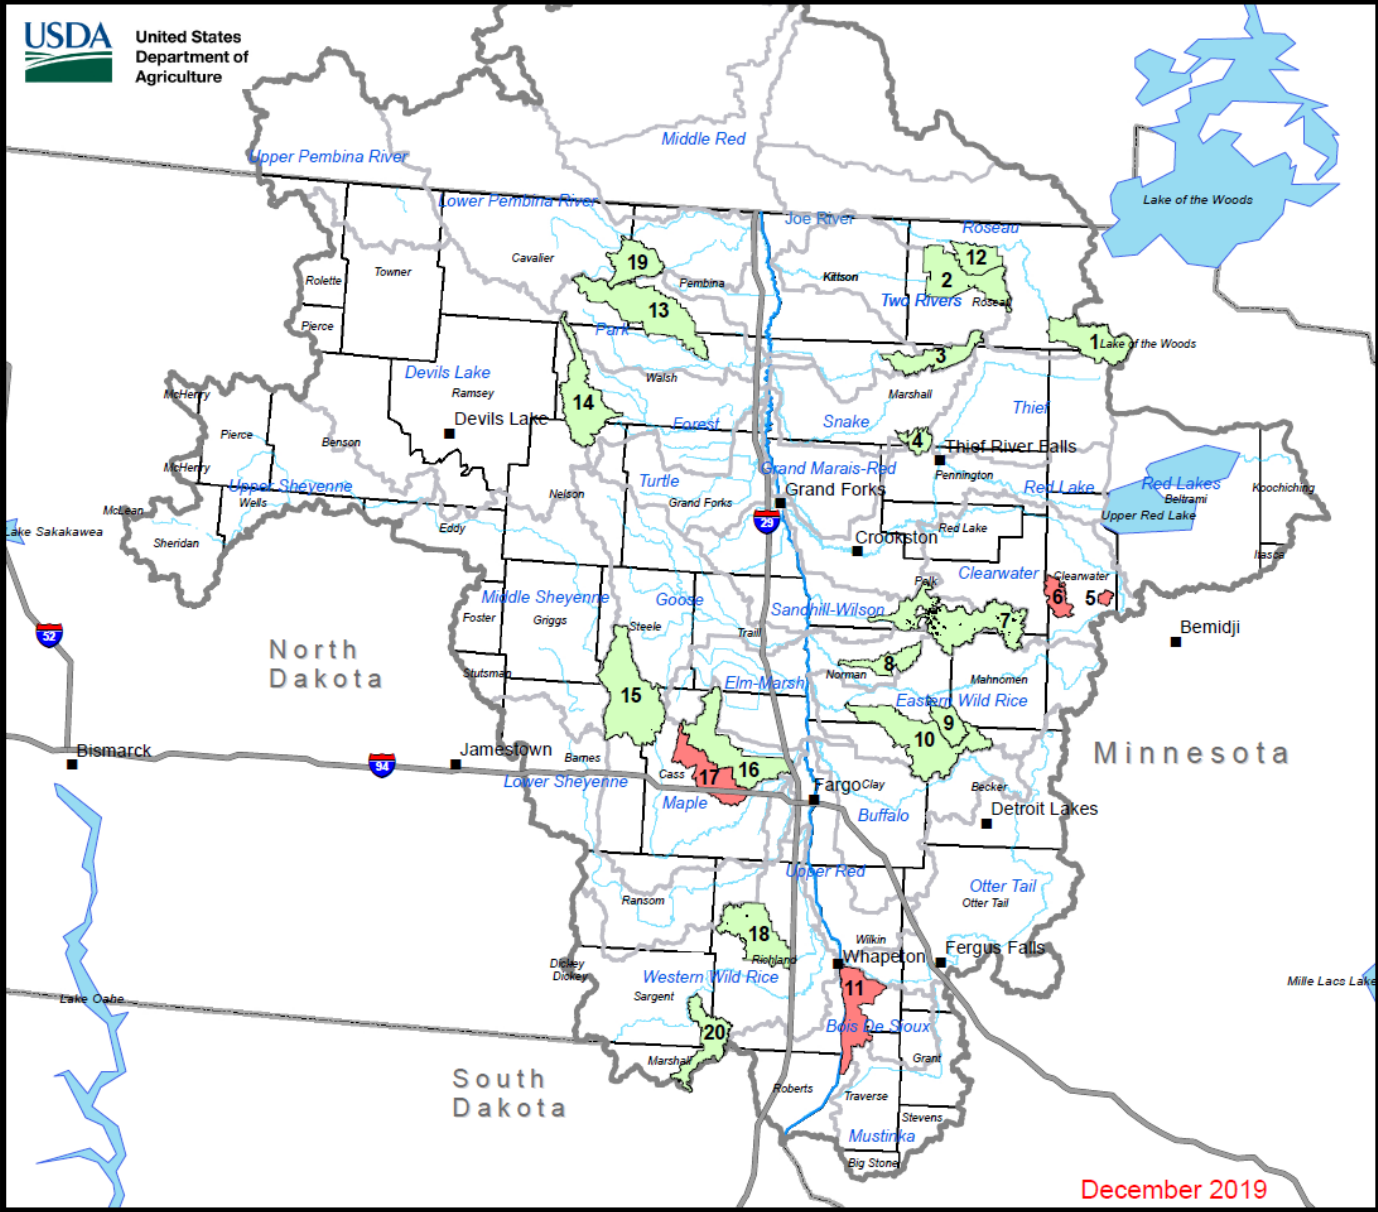 USDA
United States
Department of
Agriculture
Middle Red
Upper Pembina River
Lake of the Woods
Lower Pembina River
Joe River
Roseau
Cavalier
19
12
Towner
Rolette
Pembina
Kittson
2
Two Rivers
Roseau
13
Pierce
Park
1
Lake of the Woods
3
Devils Lake
Ramsey
Walsh
Marshall
McHenry
14
Thief
Devils Lake
Forest
Snake
Pierce
Benson
4
Thief River Falls
McHenry
Grand Marais-Red
Pennington
Turtle
Red Lake
Red Lakes
Upper Sheyenne
Nelson
Grand Forks
Grand Forks
Beltrami
Koochiching
Wells
McLean
Upper Red Lake
29
Eddy
Red Lake
Lake Sakakawea
Sheridan
Crookston
Itasca
Clearwater
Clearwater
Polk
Middle Sheyenne
Goose
6
5
Sandhill-Wilson
Foster
Griggs
Steele
7
52
Traill
Bemidji
North
Dakota
8
Stutsman
Norman
Mahnomen
Elm-Marsh
15
Eastern Wild Rice
9
10
Bismarck
Jamestown
Barnes
Minnesota
94
Cass
17
16
Lower Sheyenne
Fargo
Clay
Becker
Maple
Buffalo
Detroit Lakes
Upper Red
Otter Tail
Ransom
Otter Tail
18
Wilkin
Fergus Falls
Richland
Whapeton
Dickey
Dickey
Western Wild Rice
Mille Lacs Lake
11
Lake Oahe
Sargent
Bois De Sioux
20
Marshall
Grant
South
Dakota
Roberts
Traverse
Stevens
Mustinka
Big Stone
December 2019